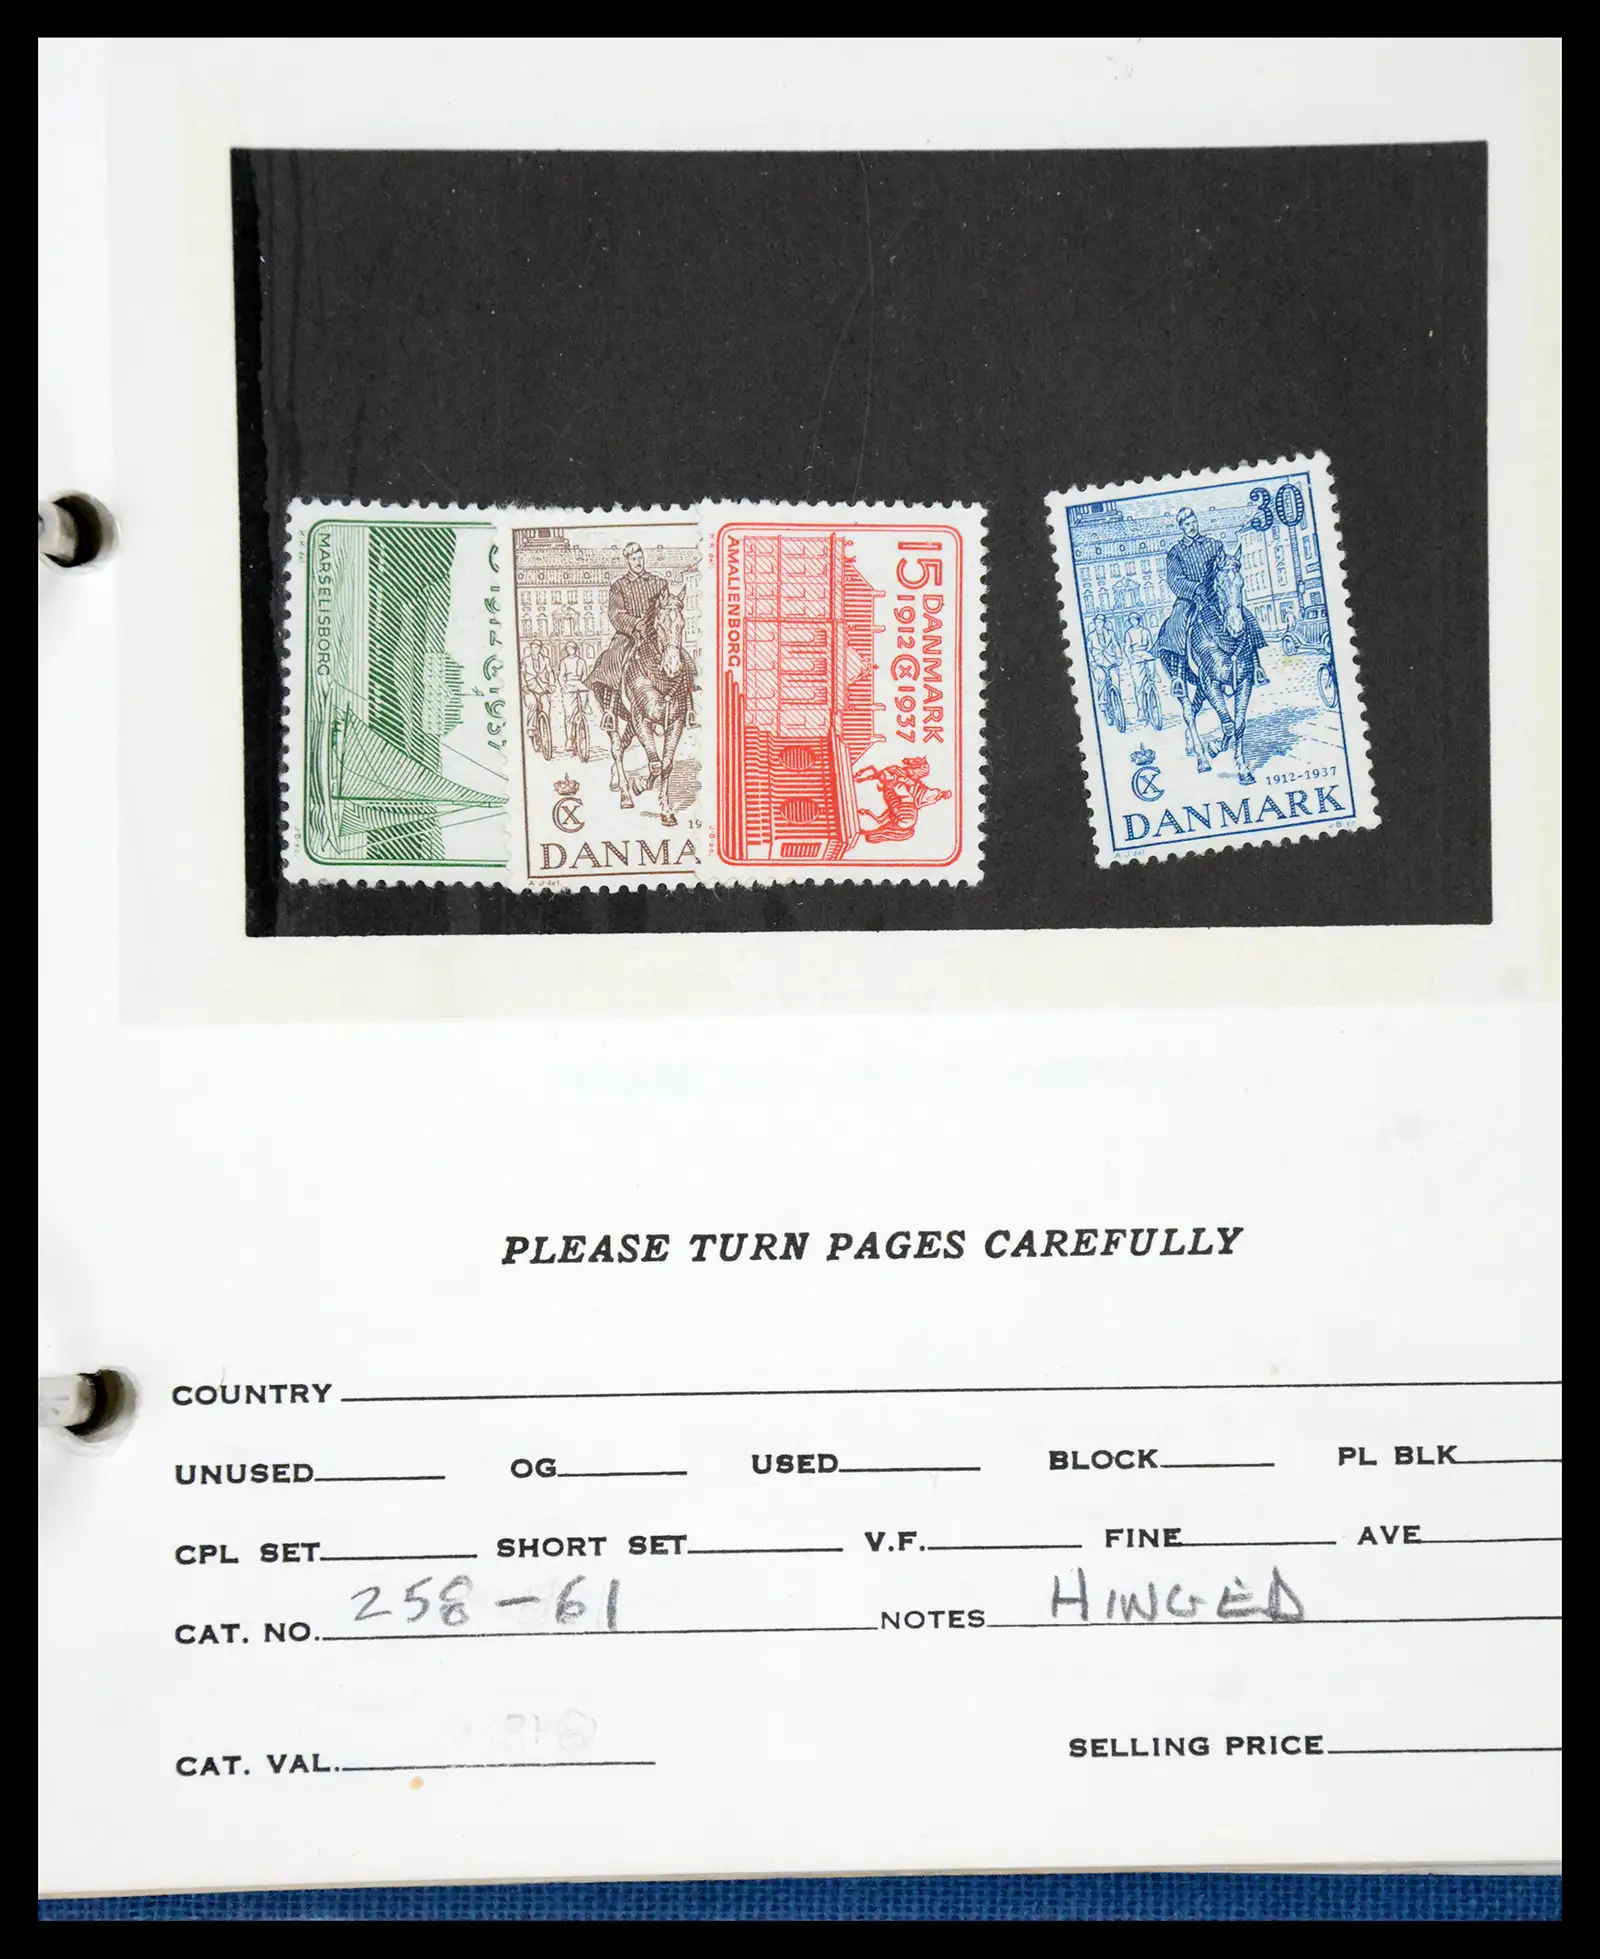 MARSELISBORG
1912 CX 1937
DANMA
AMALIENBORG
15 DANMARK
1912 CX 1937
30
1912-1937
DANMARK
PLEASE TURN PAGES CAREFULLY
COUNTRY
UNUSED OG USED BLOCK PL BLK
CPL SET SHORT SET V.F. FINE AVE
CAT. NO. 258-61 NOTES HINGED
CAT. VAL. SELLING PRICE